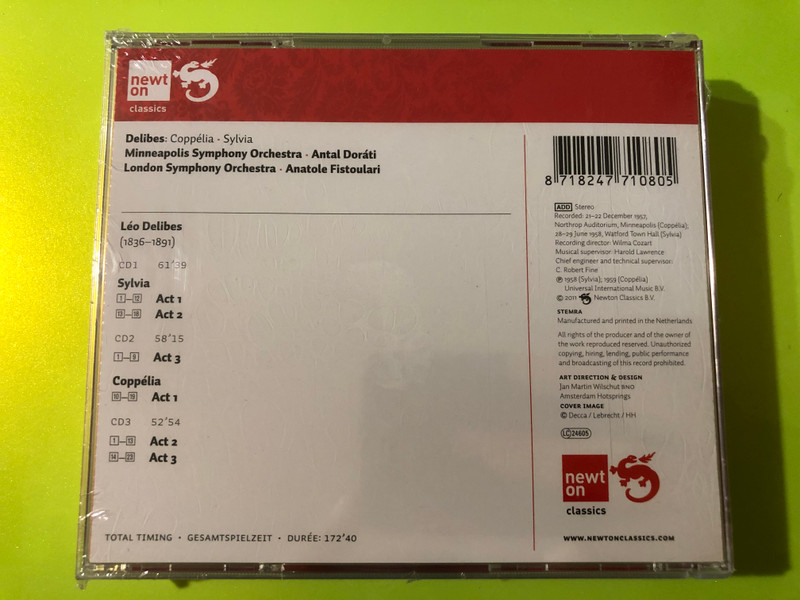 newt
on
classics
Delibes: Coppélia - Sylvia
Minneapolis Symphony Orchestra · Antal Doráti
London Symphony Orchestra · Anatole Fistoulari
Léo Delibes
(1836–1891)
CD1 61'39
Sylvia
1–12 Act 1
13–18 Act 2
CD2 58'15
1–9 Act 3
Coppélia
10–19 Act 1
CD3 52'54
1–13 Act 2
14–23 Act 3
TOTAL TIMING · GESAMTSPIELZEIT · DURÉE: 172'40
8 718247 710805
ADD Stereo
Recorded: 21–22 December 1957,
Northrop Auditorium, Minneapolis (Coppélia);
28–29 June 1958, Watford Town Hall (Sylvia)
Recording director: Wilma Cozart
Musical supervisor: Harold Lawrence
Chief engineer and technical supervisor:
C. Robert Fine
℗ 1958 (Sylvia); 1959 (Coppélia)
Universal International Music B.V.
© 2011 Newton Classics B.V.
STEMRA
Manufactured and printed in the Netherlands
All rights of the producer and of the owner of
the work reproduced reserved. Unauthorized
copying, hiring, lending, public performance
and broadcasting of this record prohibited.
ART DIRECTION & DESIGN
Jan Martin Wilschut BNO
Amsterdam Hotsprings
COVER IMAGE
© Decca / Lebrecht / HH
LC 24605
newt
on
classics
WWW.NEWTONCLASSICS.COM